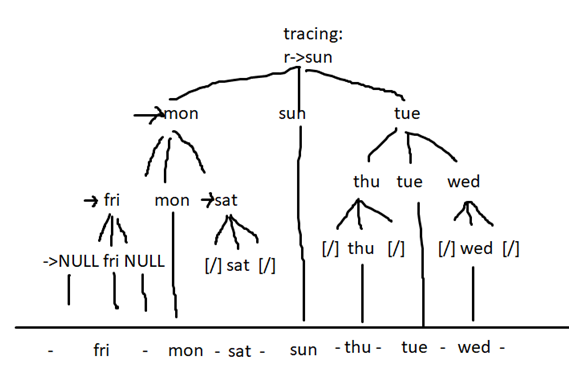 tracing:
r->sun
mon sun tue
fri mon sat thu tue wed
->NULL fri NULL [/] sat [/] [/] thu [/] [/] wed [/]
- fri - mon - sat - sun - thu - tue - wed -